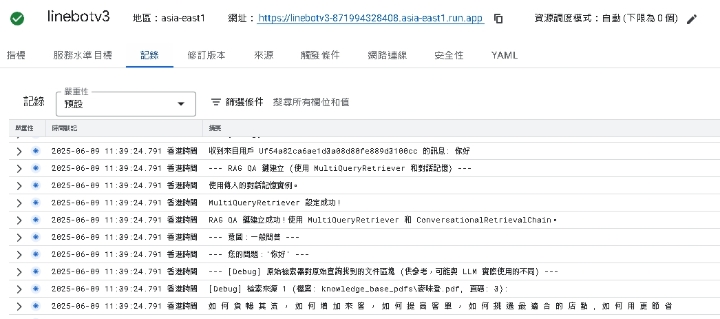 linebotv3 地區：asia-east1 網址：https://linebotv3-871994328408.asia-east1.run.app 資源調度模式：自動 (下限為 0 個)
指標 服務水準目標 記錄 修訂版本 來源 觸發條件 網路連線 安全性 YAML
記錄 嚴重性 預設 篩選條件 搜尋所有欄位和值
嚴重性 時間戳記 摘要
2025-06-09 11:39:24.791 香港時間 收到來自用戶 Uf54a82ca6ae1d3a08d80fe889d3100cc 的訊息: 你好
2025-06-09 11:39:24.791 香港時間 --- RAG QA 鏈建立 (使用 MultiQueryRetriever 和對話記憶) ---
2025-06-09 11:39:24.791 香港時間 使用傳入的對話記憶實例。
2025-06-09 11:39:24.791 香港時間 MultiQueryRetriever 設定成功！
2025-06-09 11:39:24.791 香港時間 RAG QA 鏈建立成功！使用 MultiQueryRetriever 和 ConversationalRetrievalChain。
2025-06-09 11:39:24.791 香港時間 --- 意圖：一般問答 ---
2025-06-09 11:39:24.791 香港時間 --- 您的問題：'你好' ---
2025-06-09 11:39:24.791 香港時間 --- [Debug] 原始檢索器對原始查詢找到的文件區塊 (供參考，可能與 LLM 實際使用的不同) ---
2025-06-09 11:39:24.791 香港時間 [Debug] 檢索來源 1 (檔案: knowledge_base_pdfs\麥味登.pdf, 頁碼: 3):
2025-06-09 11:39:24.791 香港時間 如 何 貨 暢 其 流 ， 如 何 增 加 來 客 ， 如 何 提 高 客 單 ， 如 何 挑 選 最 適 合 的 店 點 ， 如 何 用 更 節 省